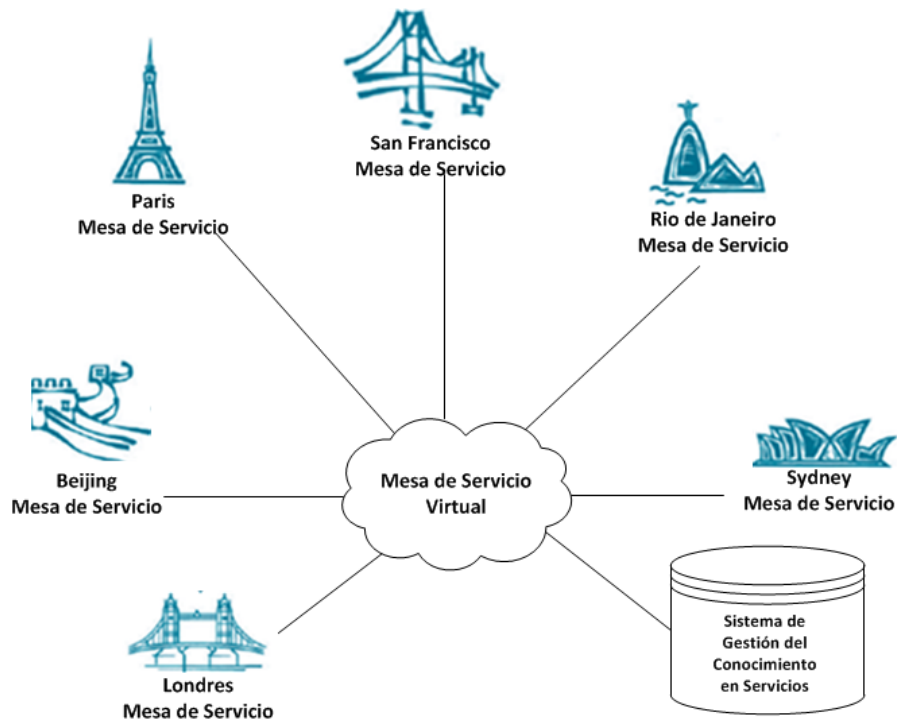 San Francisco
Mesa de Servicio
Paris
Mesa de Servicio
Rio de Janeiro
Mesa de Servicio
Beijing
Mesa de Servicio
Mesa de Servicio
Virtual
Sydney
Mesa de Servicio
Londres
Mesa de Servicio
Sistema de
Gestión del
Conocimiento
en Servicios